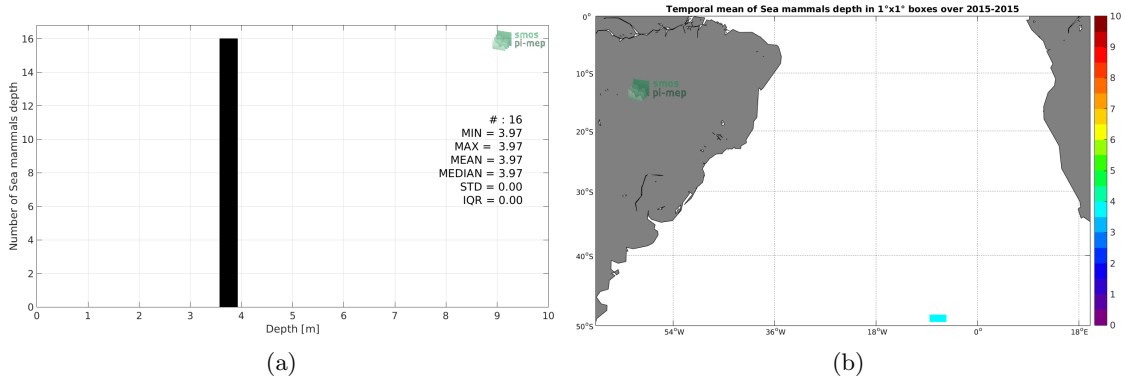 16
14
12
10
8
6
4
2
0
Number of Sea mammals depth
0 1 2 3 4 5 6 7 8 9 10
Depth [m]
smos
pi-mep
# : 16
MIN = 3.97
MAX = 3.97
MEAN = 3.97
MEDIAN = 3.97
STD = 0.00
IQR = 0.00
(a)
Temporal mean of Sea mammals depth in 1°x1° boxes over 2015-2015
0°
10°S
20°S
30°S
40°S
50°S
54°W 36°W 18°W 0° 18°E
smos
pi-mep
10
9
8
7
6
5
4
3
2
1
0
(b)